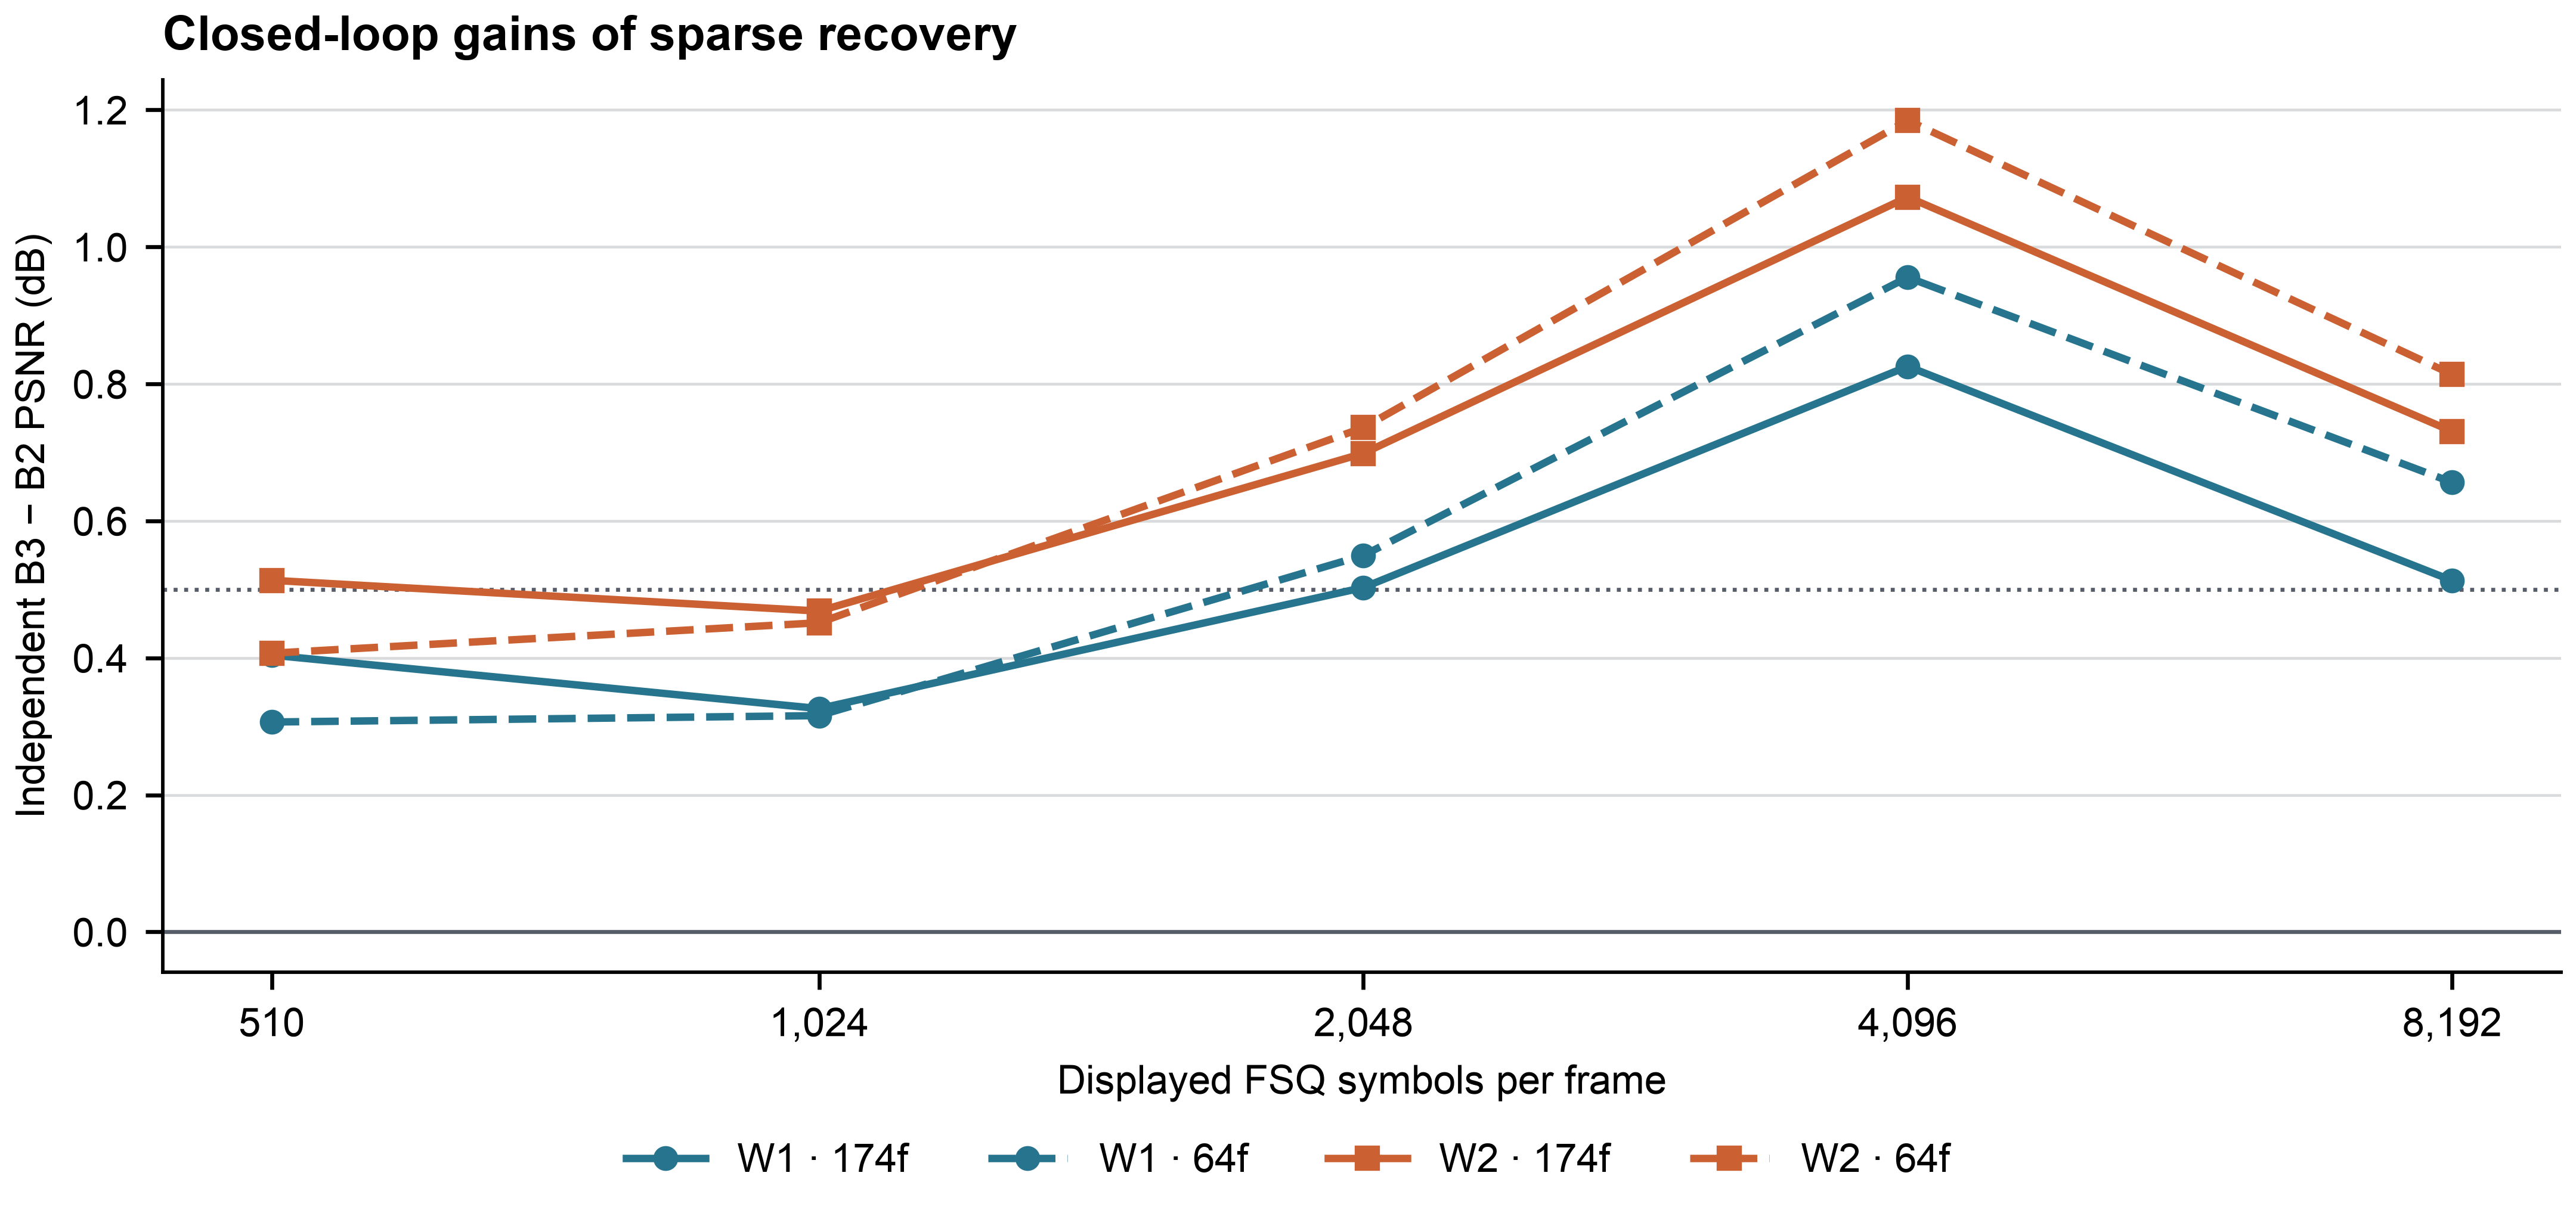 Closed-loop gains of sparse recovery
Independent B3 − B2 PSNR (dB)
1.2
1.0
0.8
0.6
0.4
0.2
0.0
510 1,024 2,048 4,096 8,192
Displayed FSQ symbols per frame
W1 · 174f W1 · 64f W2 · 174f W2 · 64f